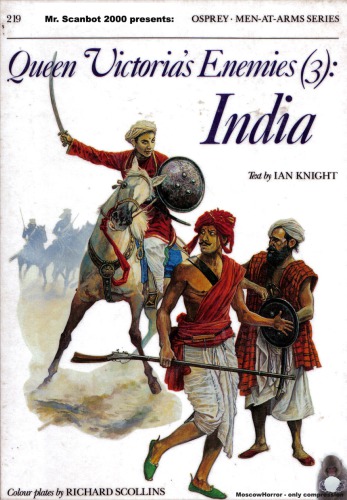 219
Mr. Scanbot 2000 presents:
OSPREY · MEN-AT-ARMS SERIES
Queen Victoria's Enemies (3):
India
Text by IAN KNIGHT
Colour plates by RICHARD SCOLLINS
MoscowHorror - only compression